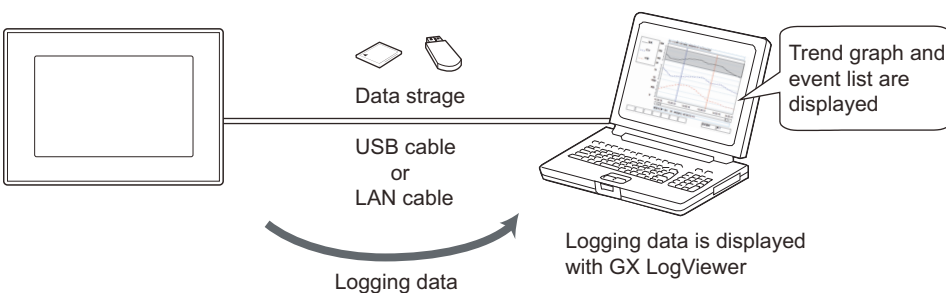 Data strage
USB cable
or
LAN cable
Logging data
Trend graph and
event list are
displayed
Logging data is displayed
with GX LogViewer